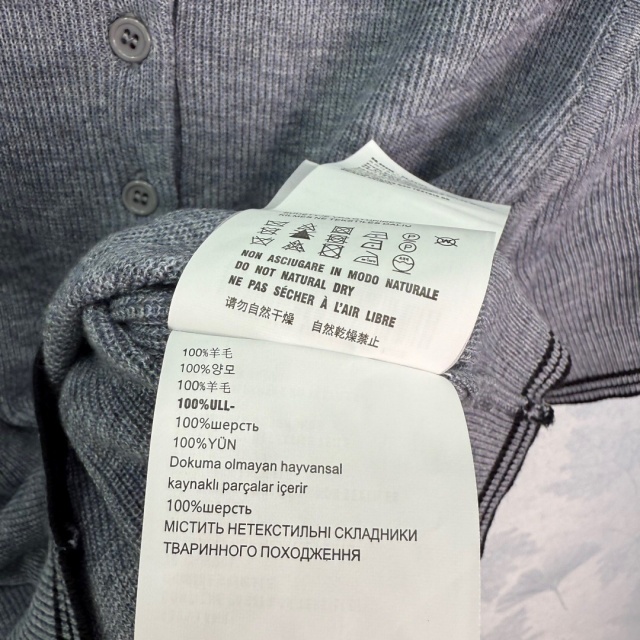 NON ASCIUGARE IN MODO NATURALE
DO NOT NATURAL DRY
NE PAS SÉCHER À L'AIR LIBRE
请勿自然干燥 自然乾燥禁止
100%羊毛
100%양모
100%羊毛
100%ULL-
100%шерсть
100%YÜN
Dokuma olmayan hayvansal
kaynaklı parçalar içerir
100%шерсть
МІСТИТЬ НЕТЕКСТИЛЬНІ СКЛАДНИКИ
ТВАРИННОГО ПОХОДЖЕННЯ